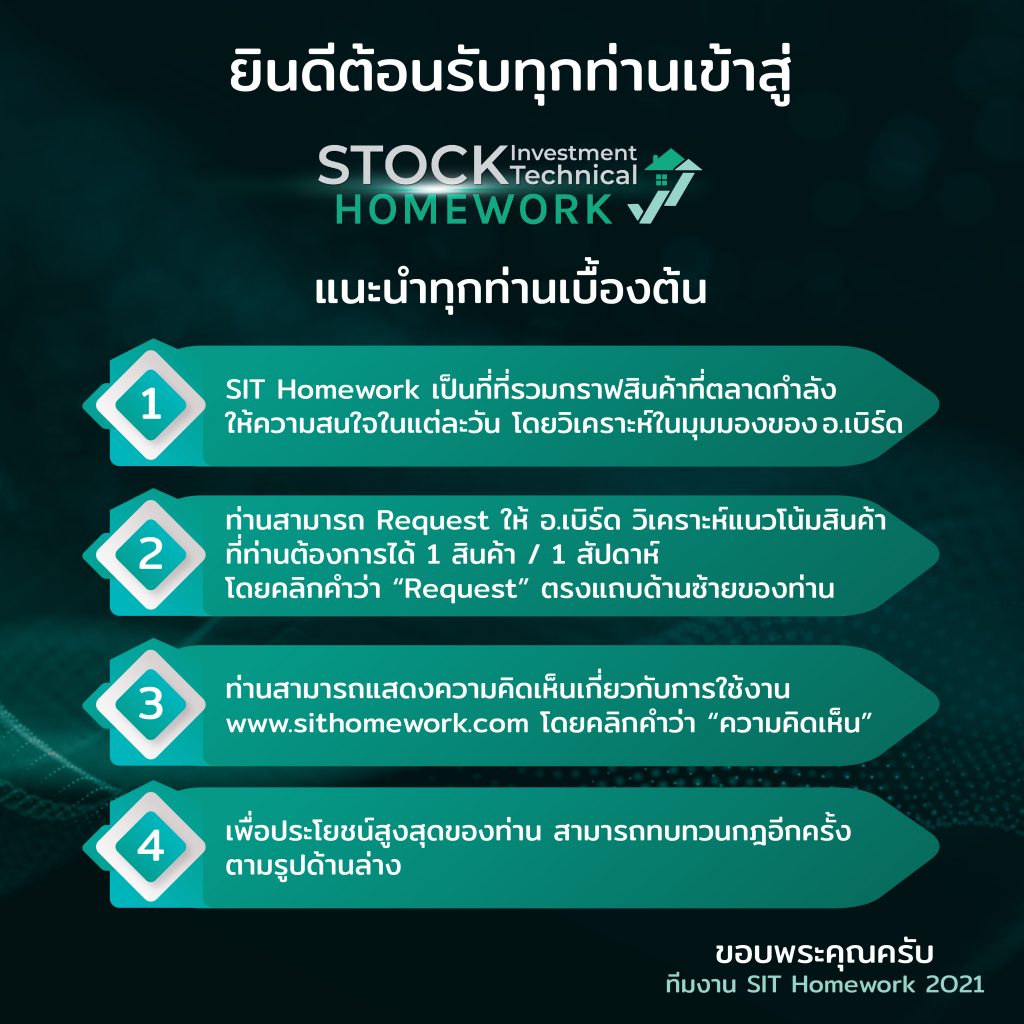 ยินดีต้อนรับทุกท่านเข้าสู่
STOCK Investment Technical
HOMEWORK
แนะนำทุกท่านเบื้องต้น
1
SIT Homework เป็นที่ที่รวมกราฟสินค้าที่ตลาดกำลัง
ให้ความสนใจในแต่ละวัน โดยวิเคราะห์ในมุมมองของ อ.เบิร์ด
2
ท่านสามารถ Request ให้ อ.เบิร์ด วิเคราะห์แนวโน้มสินค้า
ที่ท่านต้องการได้ 1 สินค้า / 1 สัปดาห์
โดยคลิกคำว่า “Request” ตรงแถบด้านซ้ายของท่าน
3
ท่านสามารถแสดงความคิดเห็นเกี่ยวกับการใช้งาน
www.sithomework.com โดยคลิกคำว่า “ความคิดเห็น”
4
เพื่อประโยชน์สูงสุดของท่าน สามารถทบทวนกฎอีกครั้ง
ตามรูปด้านล่าง
ขอบพระคุณครับ
ทีมงาน SIT Homework 2021